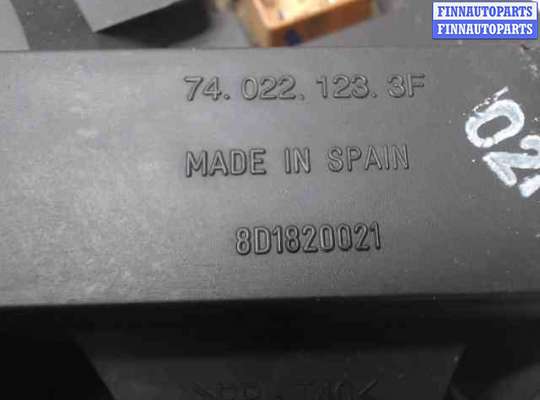 FINNAUTOPARTS
FINNAUTOPARTS
74. 022. 123. 3F
MADE IN SPAIN
8D1820021